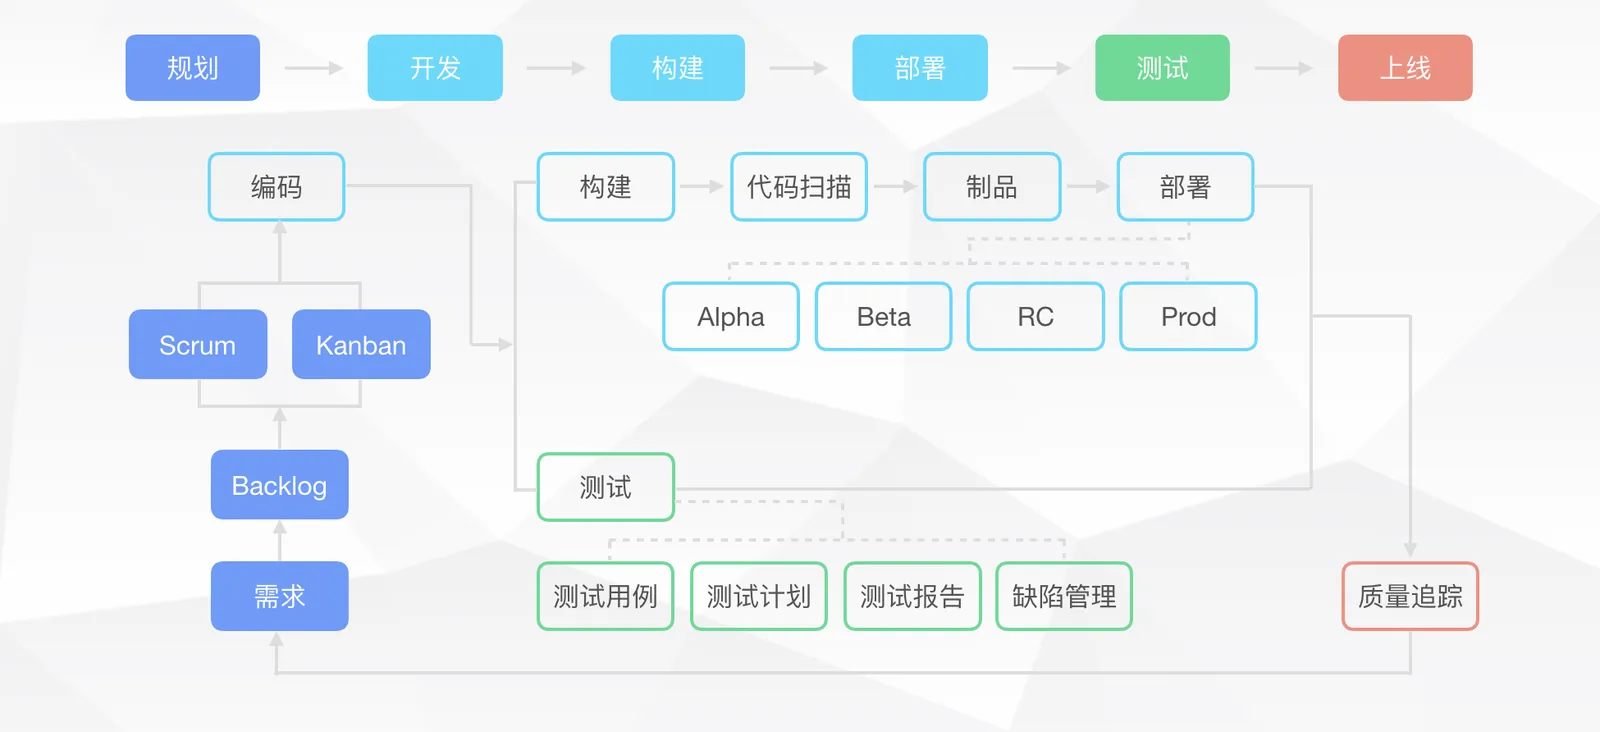 规划
开发
构建
部署
测试
上线
编码
构建
代码扫描
制品
部署
Alpha
Beta
RC
Prod
Scrum
Kanban
Backlog
测试
需求
测试用例
测试计划
测试报告
缺陷管理
质量追踪